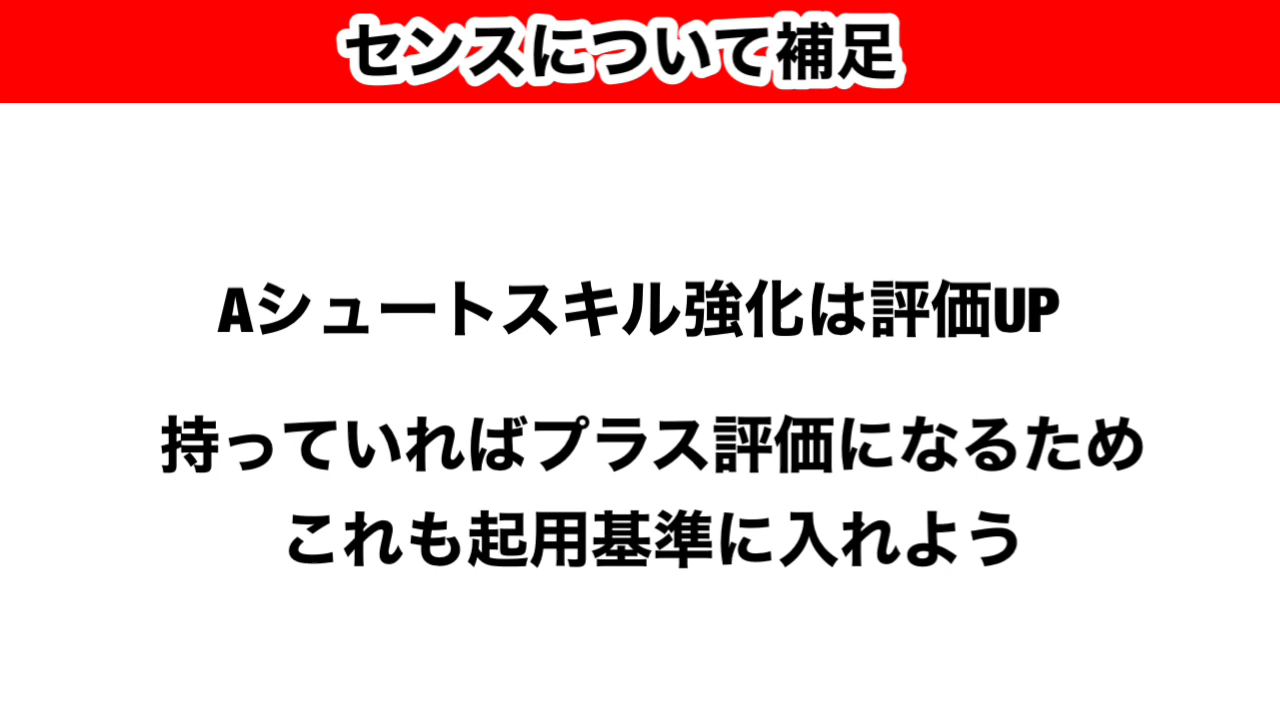 センスについて補足
Aシュートスキル強化は評価UP
持っていればプラス評価になるため
これも起用基準に入れよう